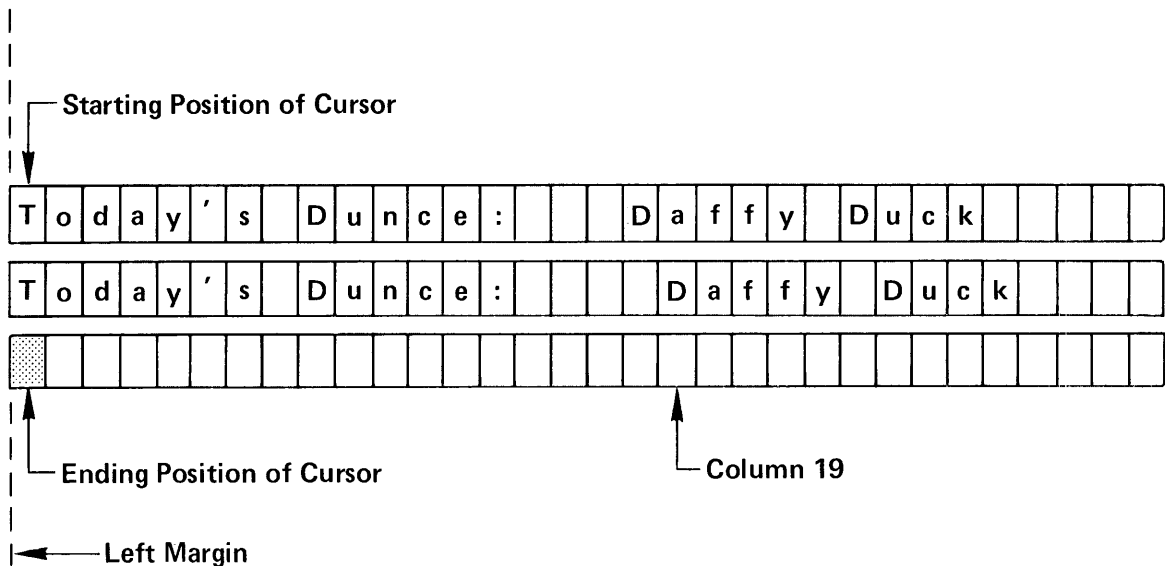 Starting Position of Cursor
Today's Dunce:   Daffy Duck
Today's Dunce:    Daffy Duck
Ending Position of Cursor
Column 19
Left Margin